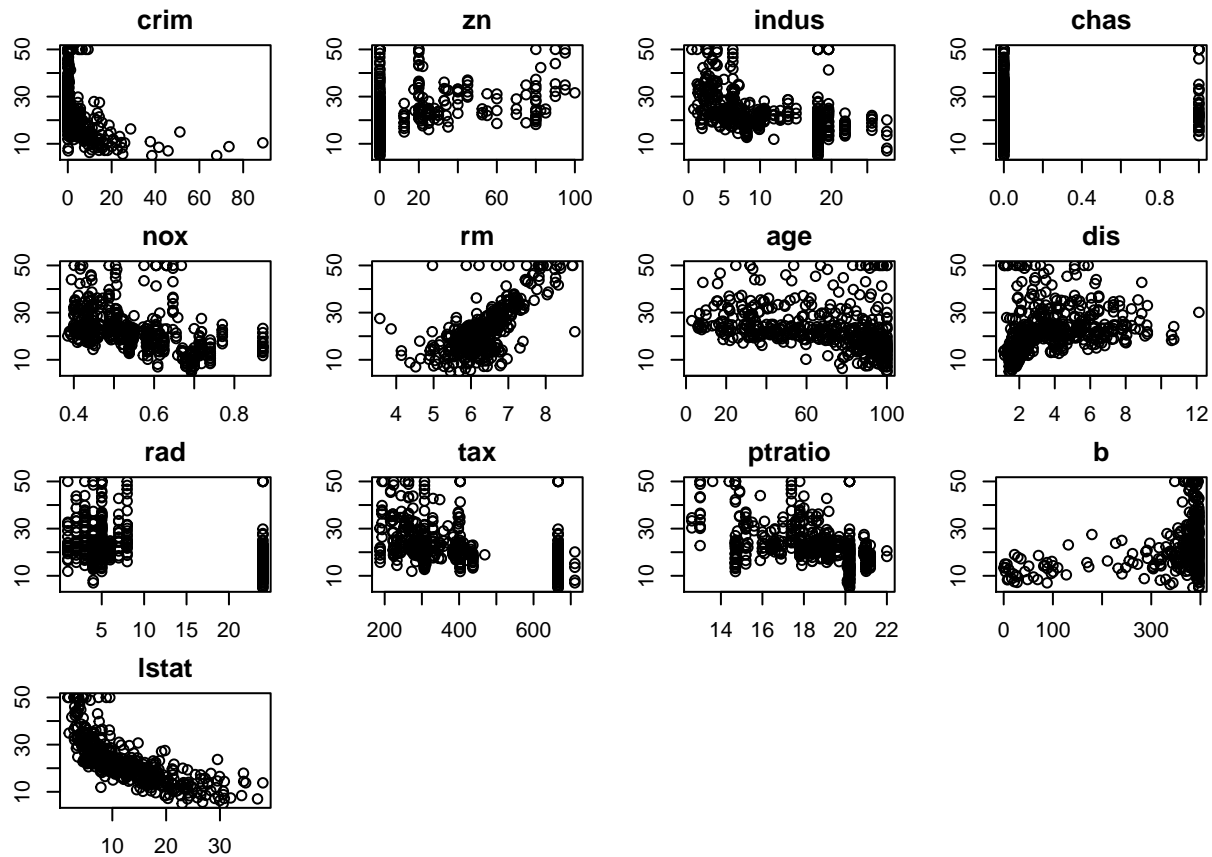 crim zn indus chas
50 50 50 50
30 30 30 30
10 10 10 10
0 20 40 60 80 0 20 60 100 0 5 10 20 0.0 0.4 0.8
nox rm age dis
50 50 50 50
30 30 30 30
10 10 10 10
0.4 0.6 0.8 4 5 6 7 8 0 20 60 100 2 4 6 8 12
rad tax ptratio b
50 50 50 50
30 30 30 30
10 10 10 10
5 10 15 20 200 400 600 14 16 18 20 22 0 100 300
lstat
50
30
10
10 20 30